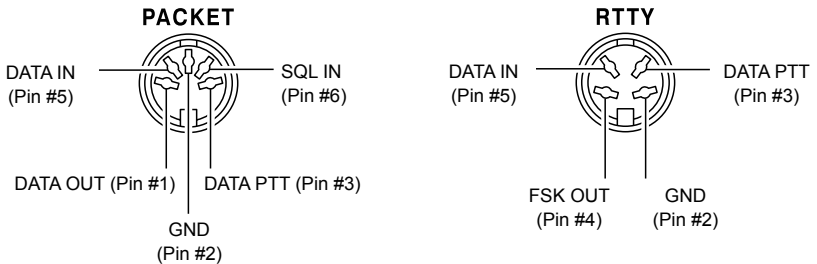 PACKET
DATA IN
(Pin #5)
SQL IN
(Pin #6)
DATA OUT (Pin #1)
DATA PTT (Pin #3)
GND
(Pin #2)
RTTY
DATA IN
(Pin #5)
DATA PTT
(Pin #3)
FSK OUT
(Pin #4)
GND
(Pin #2)